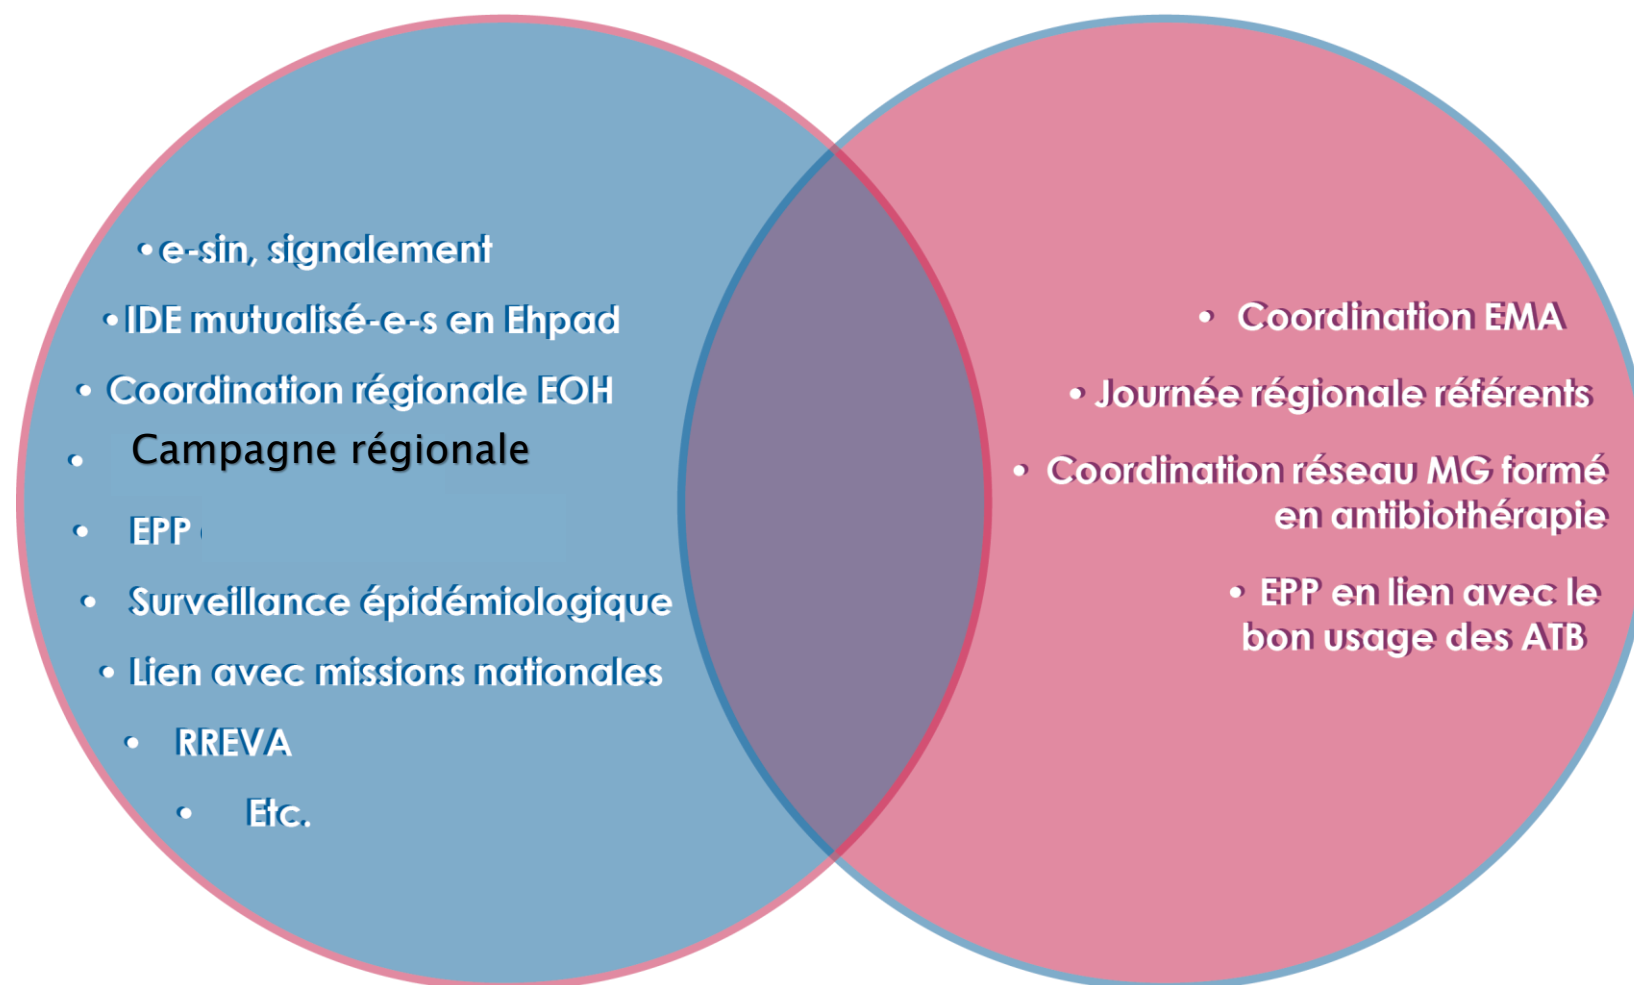 • e-sin, signalement
• IDE mutualisé-e-s en Ehpad
• Coordination régionale EOH
• Campagne régionale
• EPP
• Surveillance épidémiologique
• Lien avec missions nationales
• RREVA
• Etc.
• Coordination EMA
• Journée régionale référents
• Coordination réseau MG formé
en antibiothérapie
• EPP en lien avec le
bon usage des ATB